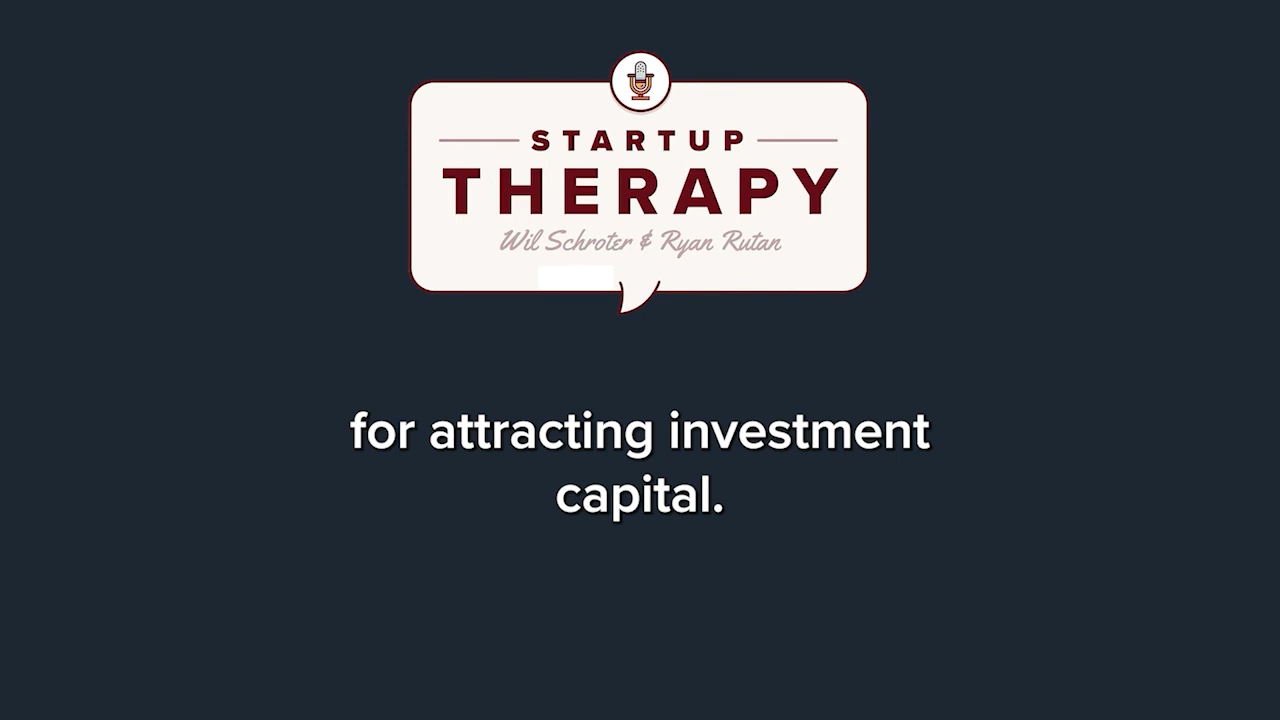 STARTUP
THERAPY
Wil Schroter & Ryan Rutan
for attracting investment
capital.